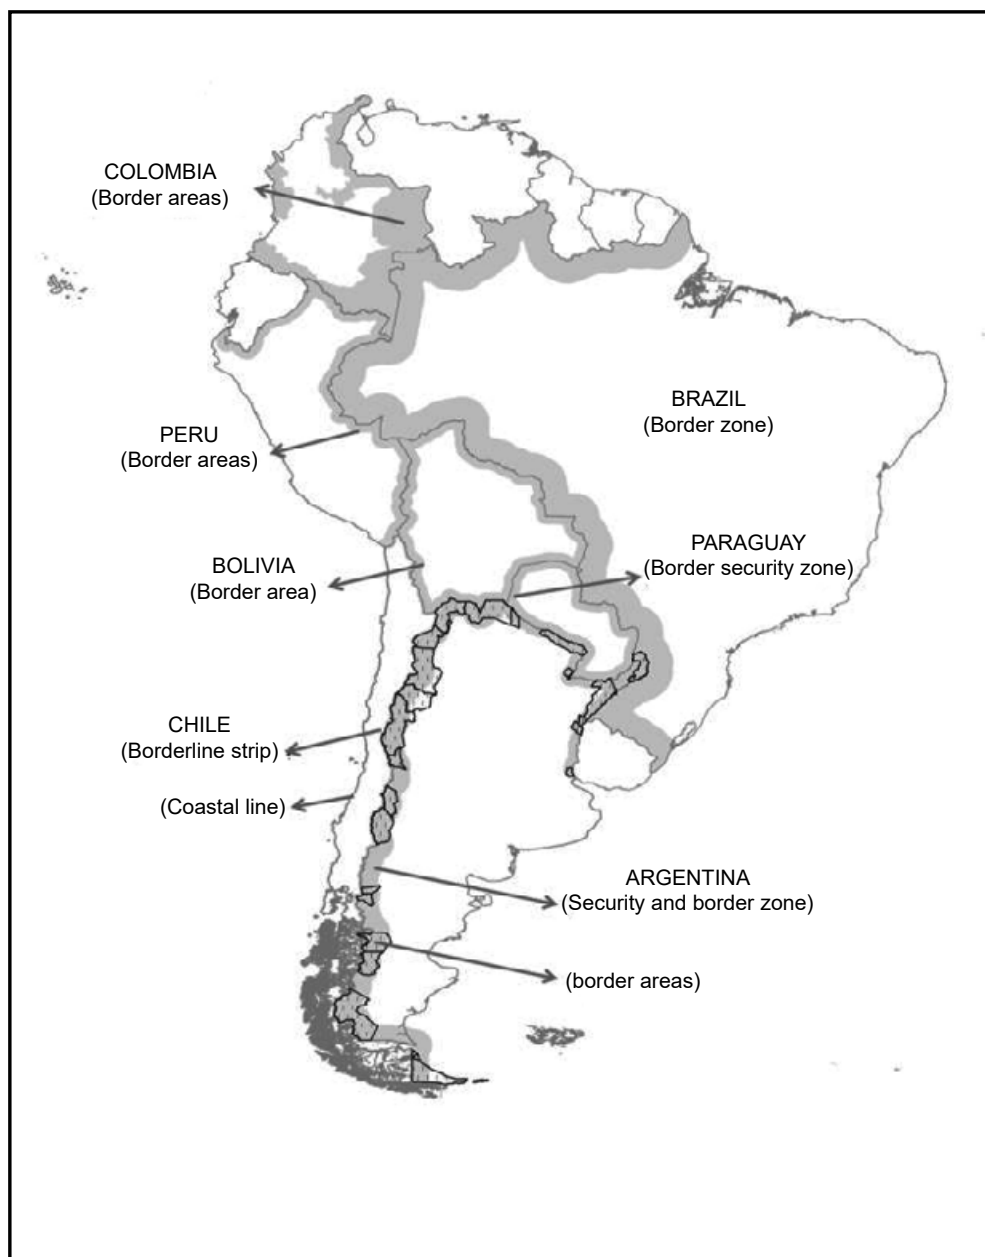 COLOMBIA
(Border areas)
BRAZIL
(Border zone)
PERU
(Border areas)
PARAGUAY
(Border security zone)
BOLIVIA
(Border area)
CHILE
(Borderline strip)
(Coastal line)
ARGENTINA
(Security and border zone)
(border areas)